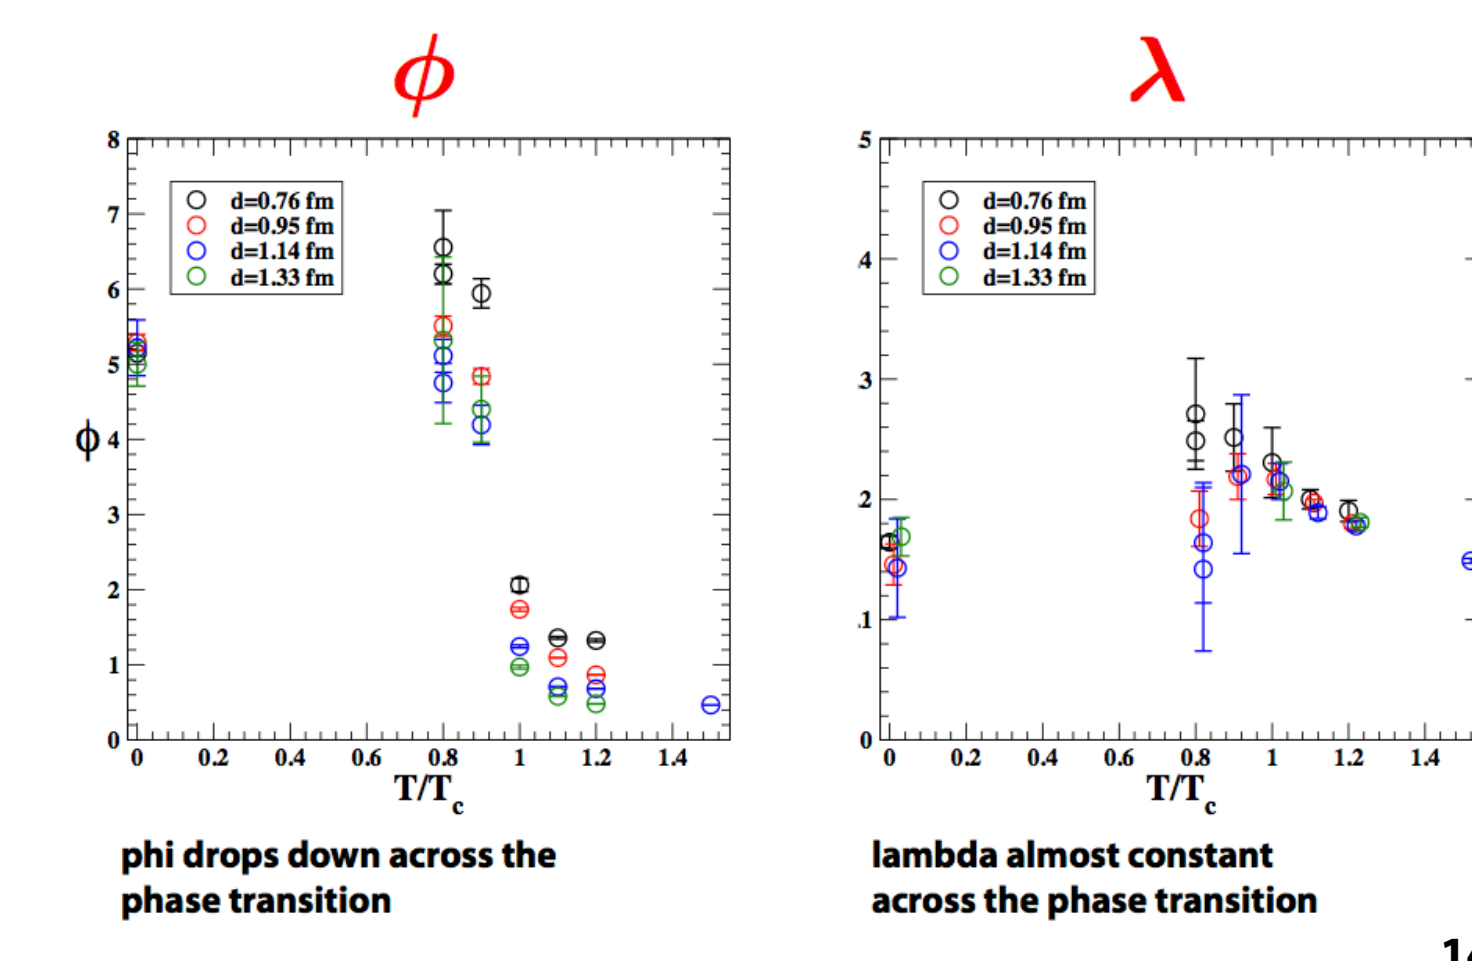 ϕ
8
7
6
5
4
3
2
1
0
d=0.76 fm
d=0.95 fm
d=1.14 fm
d=1.33 fm
ϕ
0 0.2 0.4 0.6 0.8 1 1.2 1.4
T/Tc
phi drops down across the
phase transition
λ
.5
.4
.3
.2
.1
0
d=0.76 fm
d=0.95 fm
d=1.14 fm
d=1.33 fm
0 0.2 0.4 0.6 0.8 1 1.2 1.4
T/Tc
lambda almost constant
across the phase transition